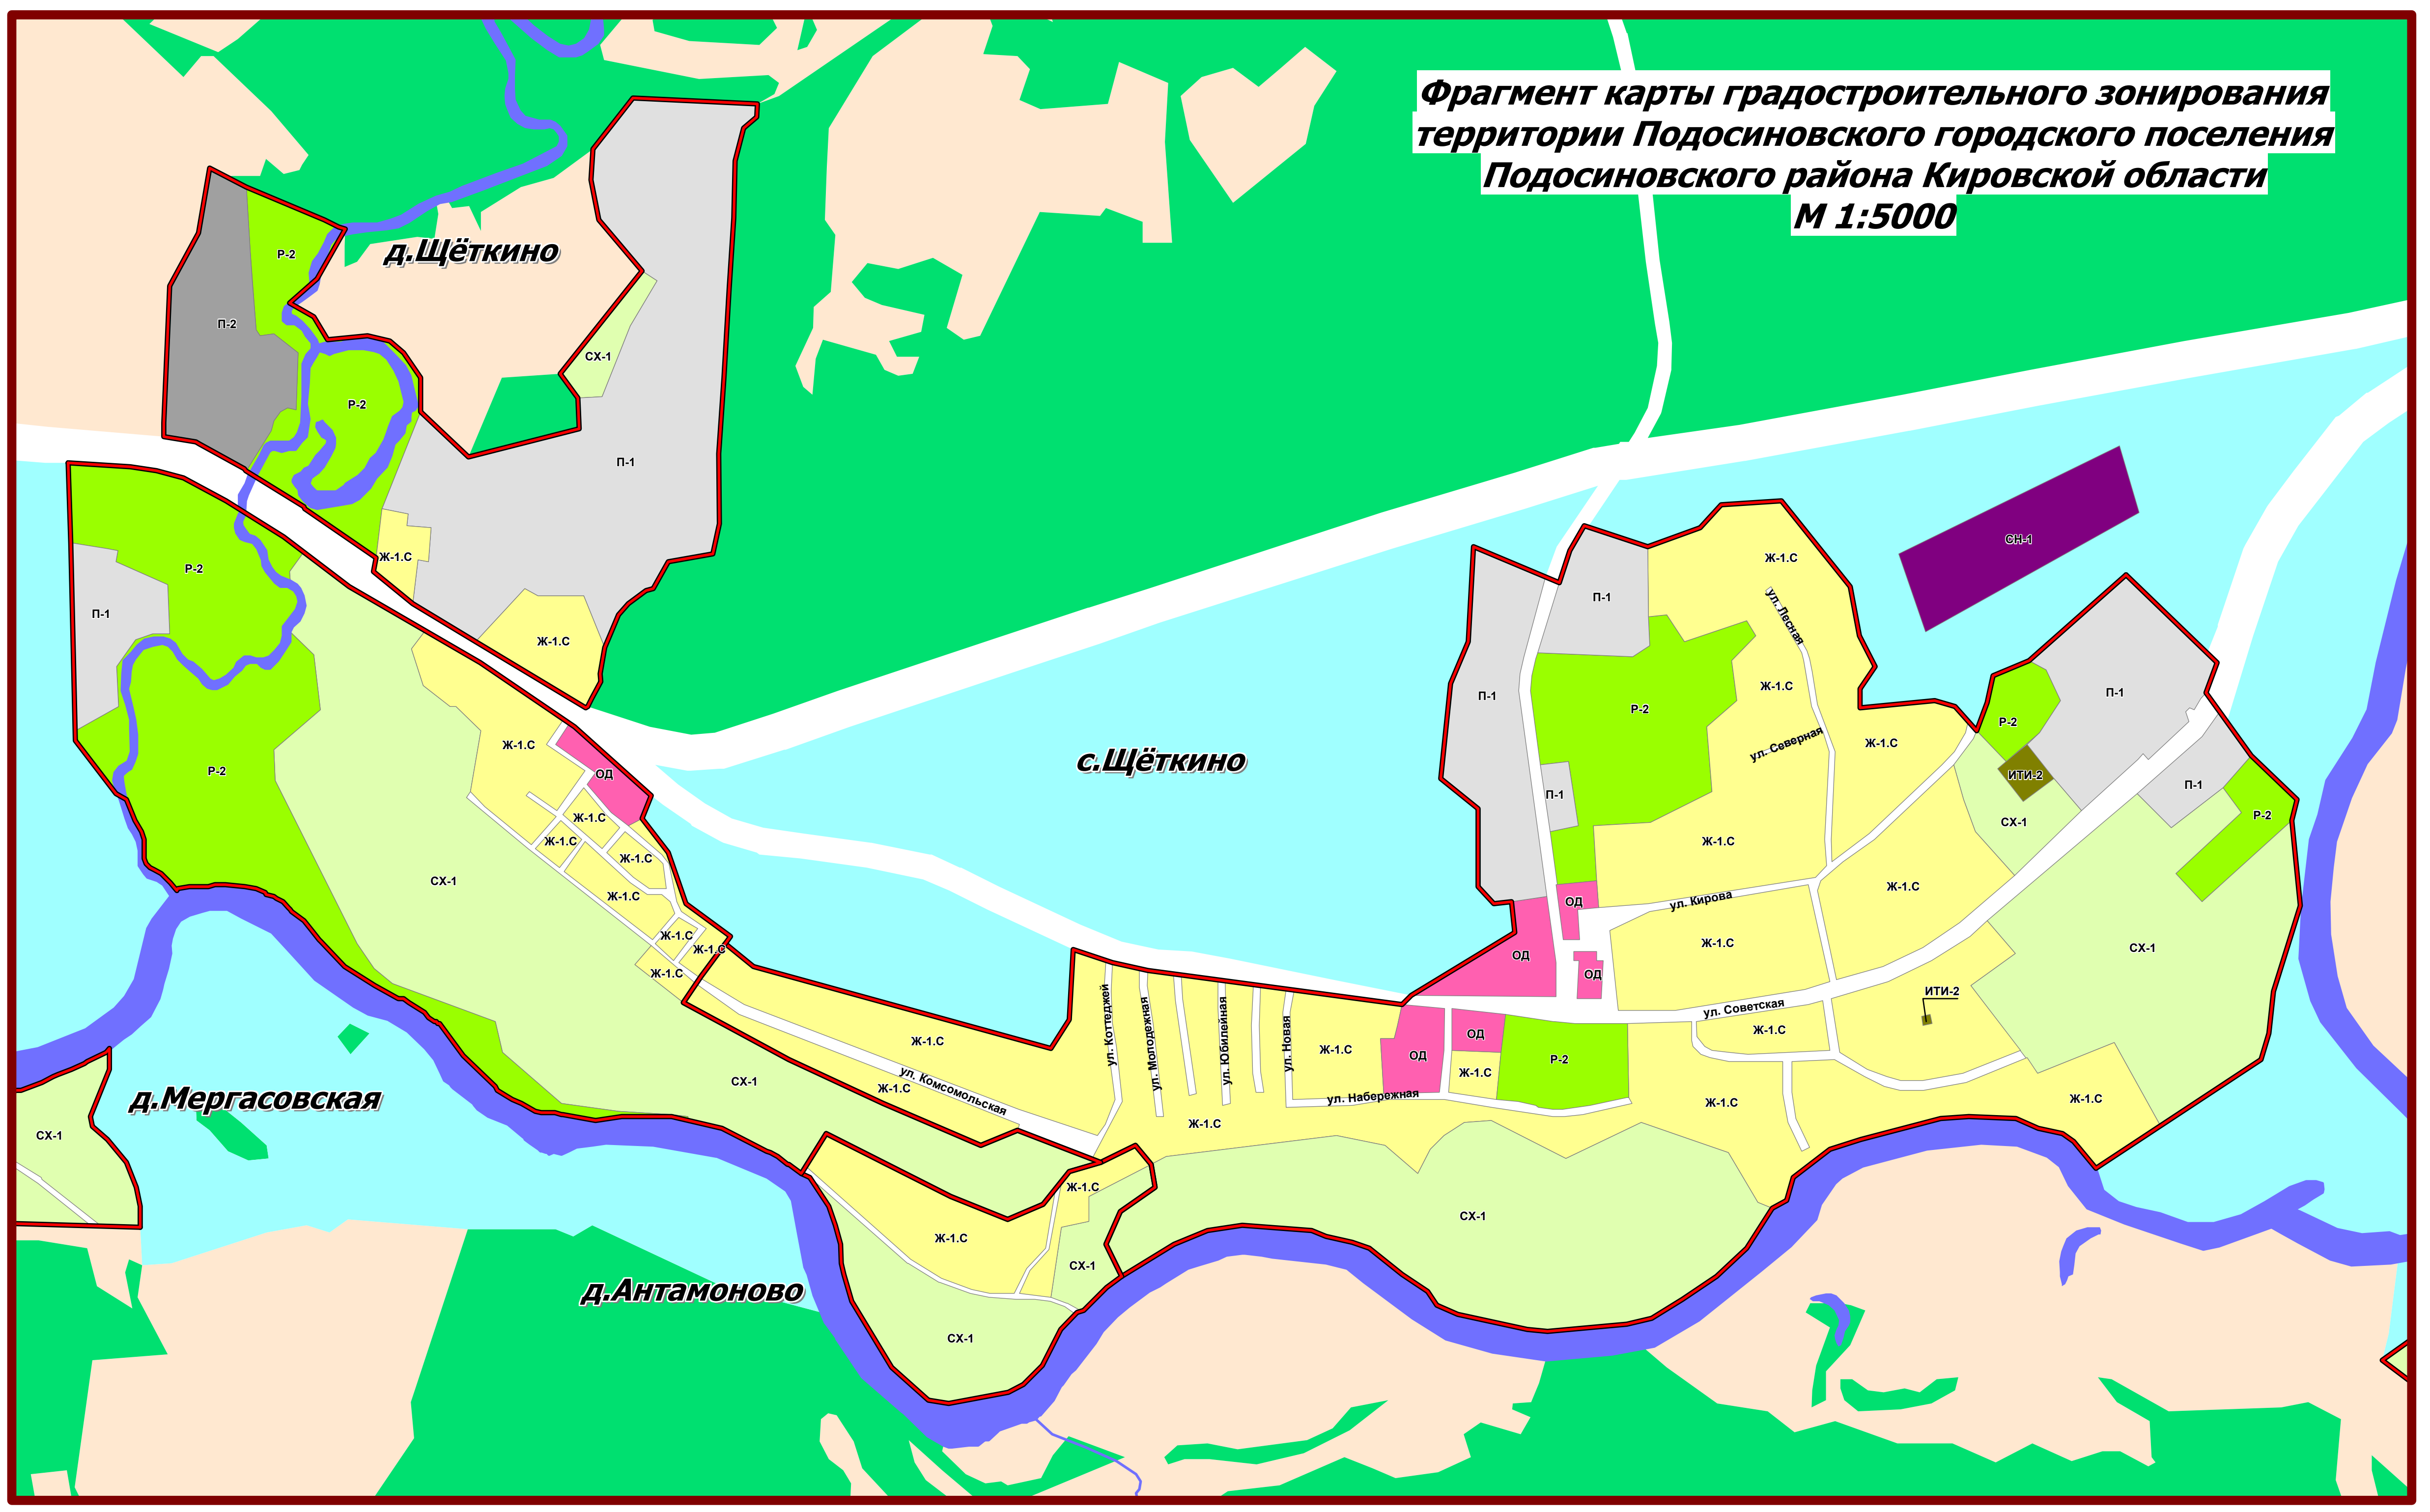 Фрагмент карты градостроительного зонирования
территории Подосиновского городского поселения
Подосиновского района Кировской области
М 1:5000
д.Щёткино
Р-2
П-2
СХ-1
Р-2
П-1
Ж-1.С
Р-2
П-1
Ж-1.С
Р-2
Ж-1.С
ОД
Ж-1.С
Ж-1.С
Ж-1.С
СХ-1
Ж-1.С
Ж-1.С
Ж-1.С
Ж-1.С
с.Щёткино
СН-1
Ж-1.С
П-1
ул. Лесная
Ж-1.С
П-1
П-1
Р-2
Р-2
ул. Северная
Ж-1.С
ИТИ-2
П-1
П-1
Р-2
СХ-1
Ж-1.С
Ж-1.С
ОД
ул. Кирова
Ж-1.С
СХ-1
ОД
ОД
ИТИ-2
ул. Советская
Ж-1.С
ул. Коттеджей
ул. Молодежная
ул. Юбилейная
ул. Новая
Ж-1.С
Ж-1.С
ОД
ОД
Р-2
Ж-1.С
ул. Набережная
Ж-1.С
Ж-1.С
Ж-1.С
СХ-1
Ж-1.С
ул. Комсомольская
д.Мергасовская
СХ-1
Ж-1.С
СХ-1
Ж-1.С
СХ-1
д.Антамоново
СХ-1